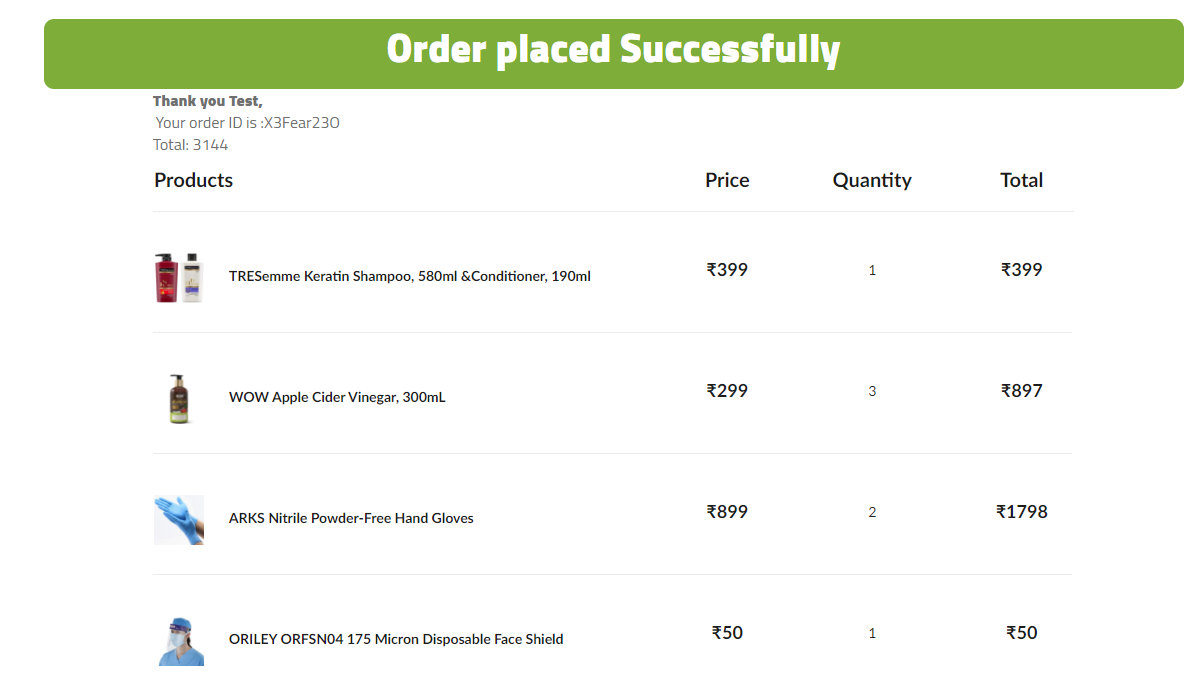 Order placed Successfully
Thank you Test,
Your order ID is :X3Fear23O
Total: 3144
Products Price Quantity Total
TRESemme Keratin Shampoo, 580ml &Conditioner, 190ml ₹399 1 ₹399
WOW Apple Cider Vinegar, 300mL ₹299 3 ₹897
ARKS Nitrile Powder-Free Hand Gloves ₹899 2 ₹1798
ORILEY ORFSN04 175 Micron Disposable Face Shield ₹50 1 ₹50